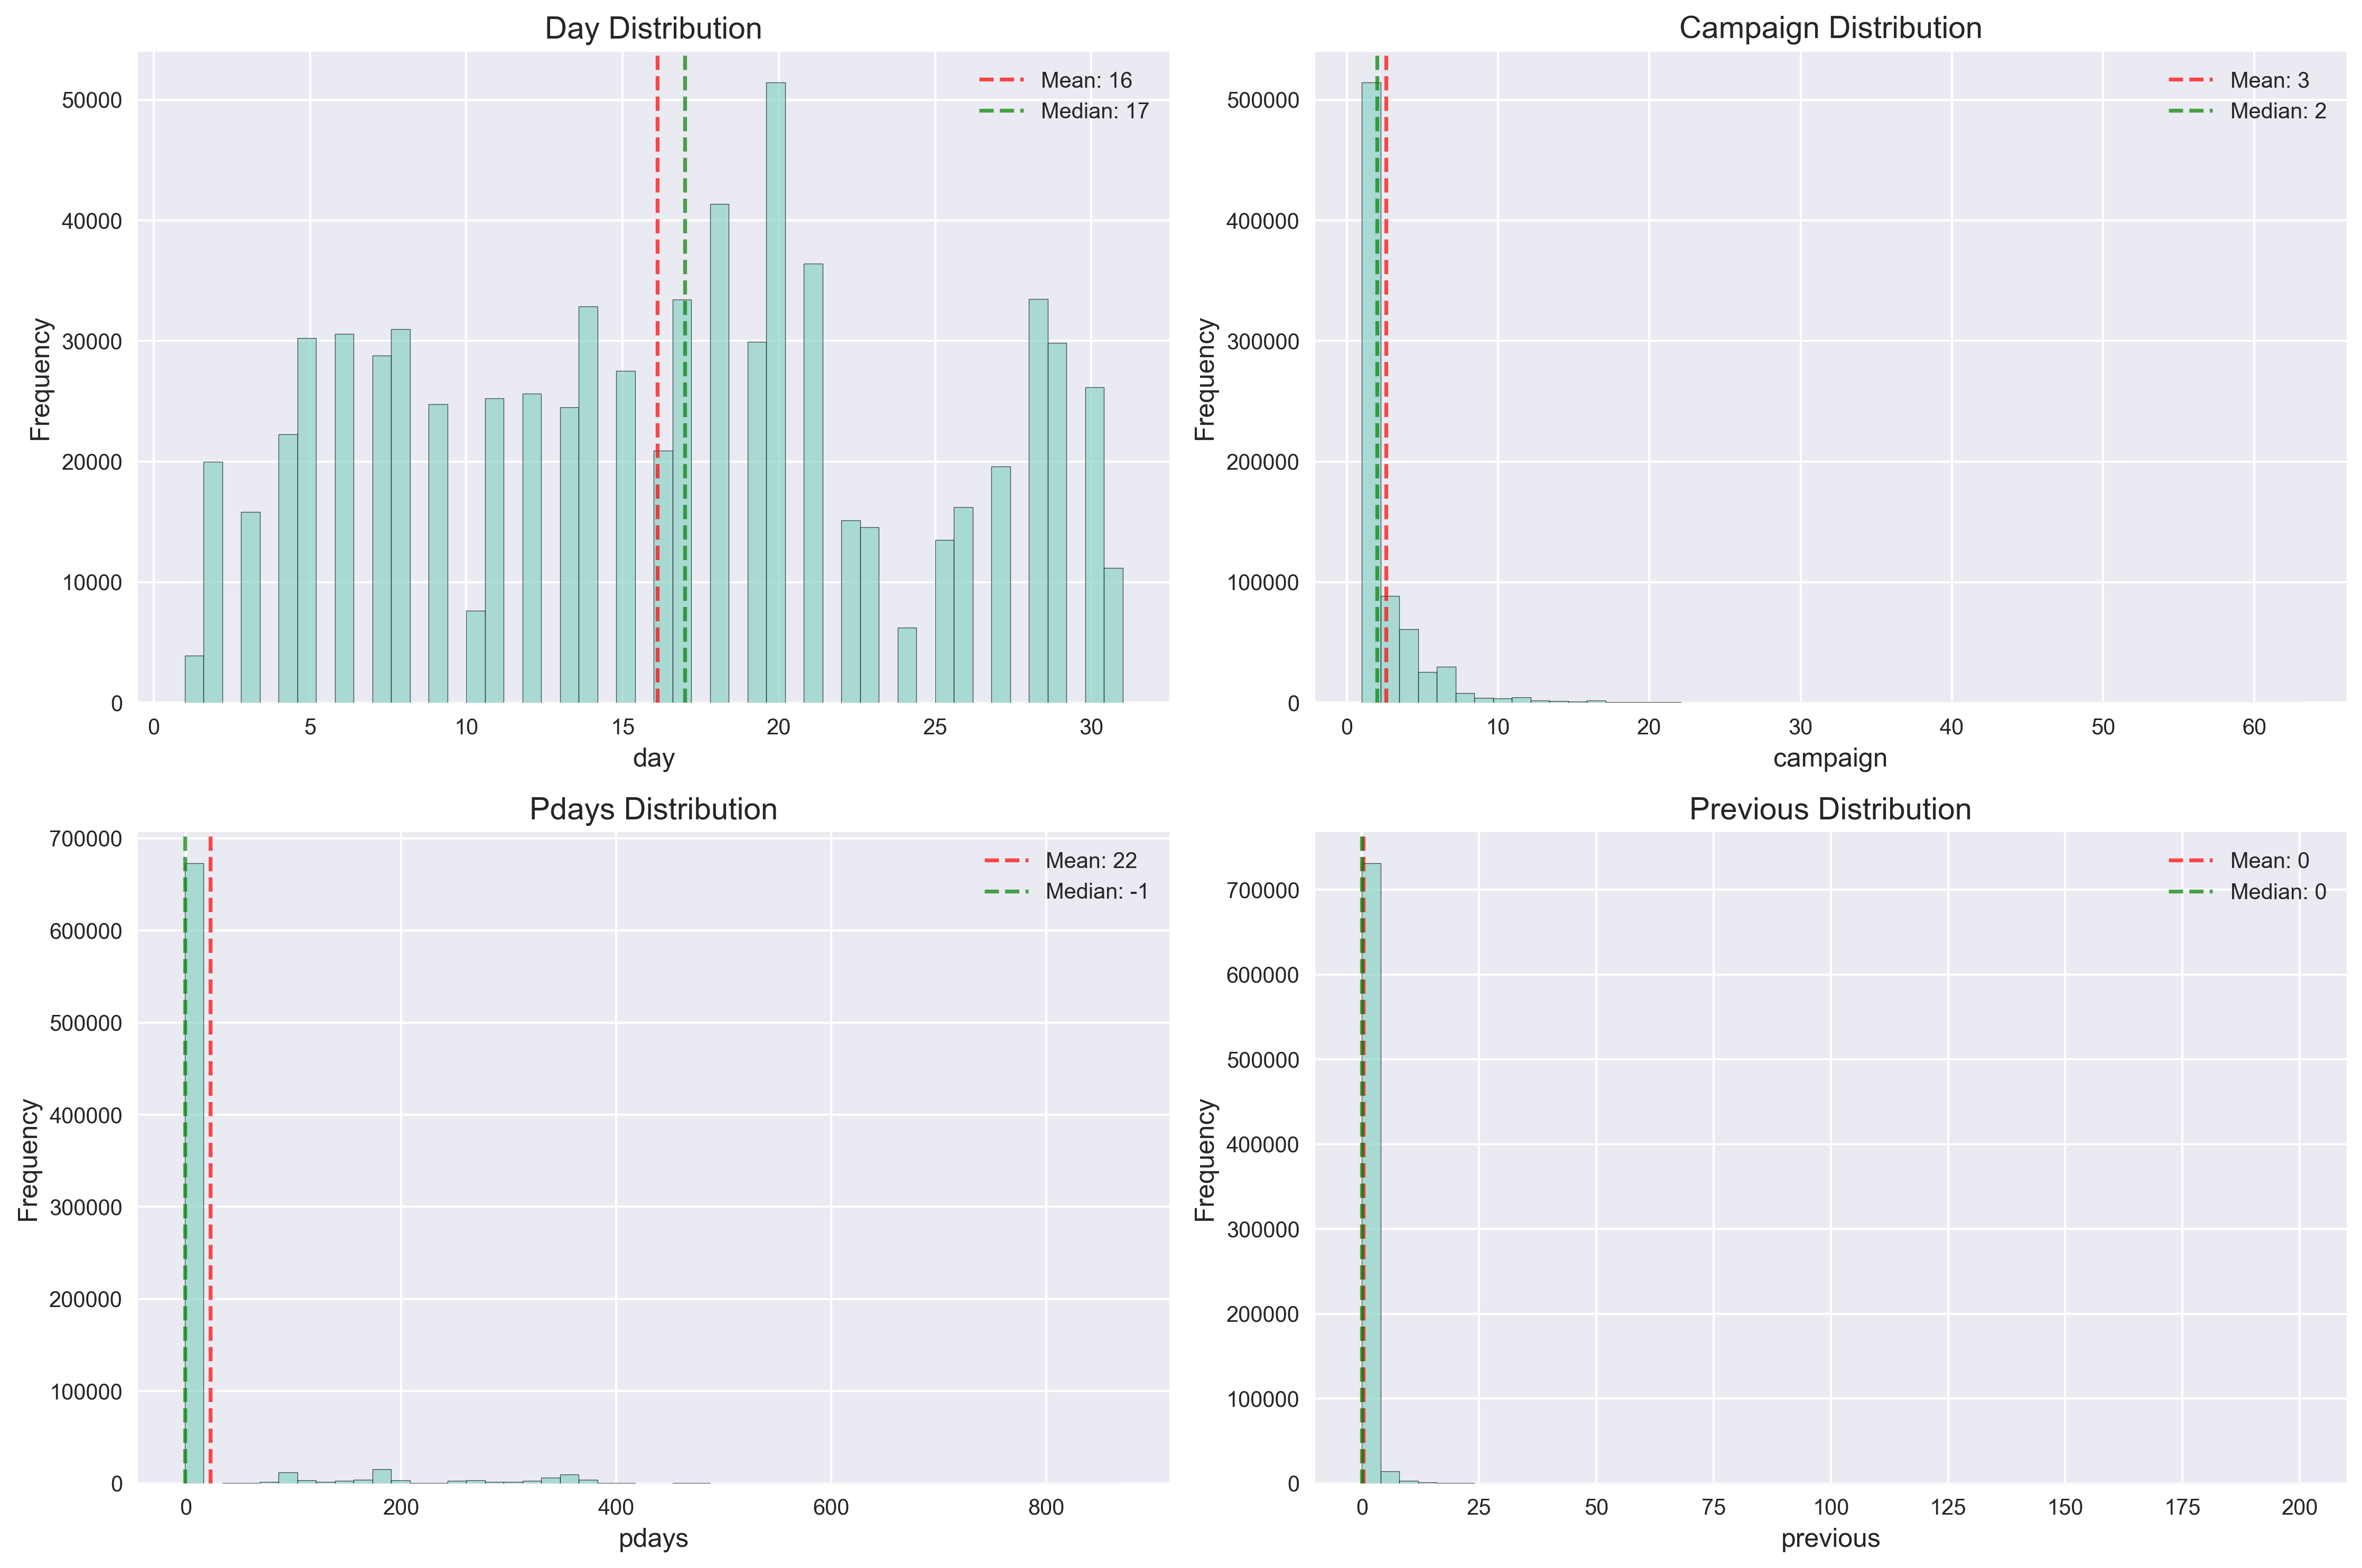 Day Distribution
Mean: 16
Median: 17
Frequency
50000
40000
30000
20000
10000
0
0 5 10 15 20 25 30
day
Campaign Distribution
Mean: 3
Median: 2
Frequency
500000
400000
300000
200000
100000
0
0 10 20 30 40 50 60
campaign
Pdays Distribution
Mean: 22
Median: -1
Frequency
700000
600000
500000
400000
300000
200000
100000
0
0 200 400 600 800
pdays
Previous Distribution
Mean: 0
Median: 0
Frequency
700000
600000
500000
400000
300000
200000
100000
0
0 25 50 75 100 125 150 175 200
previous